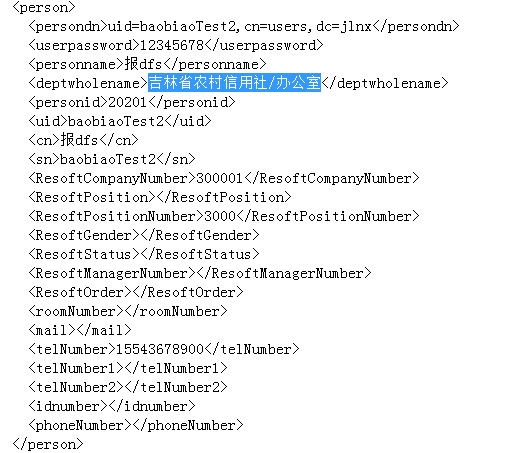 <person>
<persondn>uid=baobiaoTest2,cn=users,dc=jlnx</persondn>
<userpassword>12345678</userpassword>
<personname>报dfs</personname>
<deptwholename>吉林省农村信用社/办公室</deptwholename>
<personid>20201</personid>
<uid>baobiaoTest2</uid>
<cn>报dfs</cn>
<sn>baobiaoTest2</sn>
<ResoftCompanyNumber>300001</ResoftCompanyNumber>
<ResoftPosition></ResoftPosition>
<ResoftPositionNumber>3000</ResoftPositionNumber>
<ResoftGender></ResoftGender>
<ResoftStatus></ResoftStatus>
<ResoftManagerNumber></ResoftManagerNumber>
<ResoftOrder></ResoftOrder>
<roomNumber></roomNumber>
<mail></mail>
<telNumber>15543678900</telNumber>
<telNumber1></telNumber1>
<telNumber2></telNumber2>
<idnumber></idnumber>
<phoneNumber></phoneNumber>
</person>